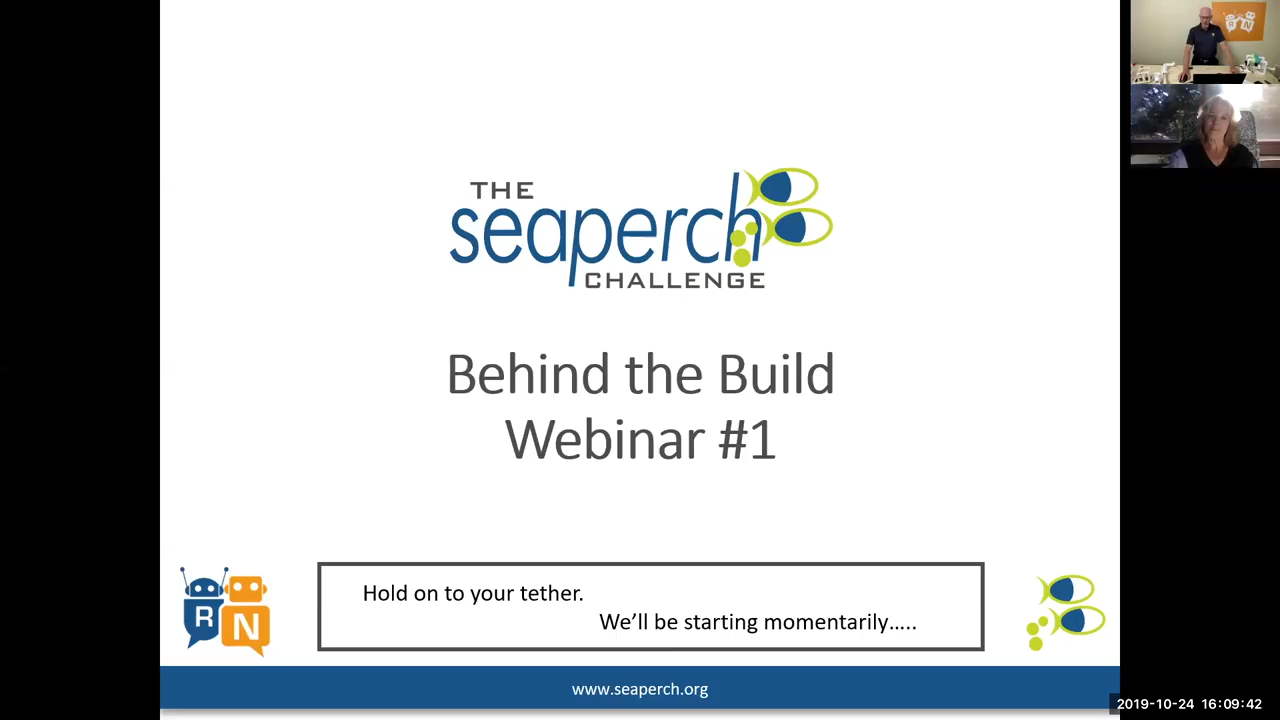 THE
seaperch
CHALLENGE
Behind the Build
Webinar #1
R N
Hold on to your tether.
We'll be starting momentarily.....
www.seaperch.org
2019-10-24 16:09:42
R N